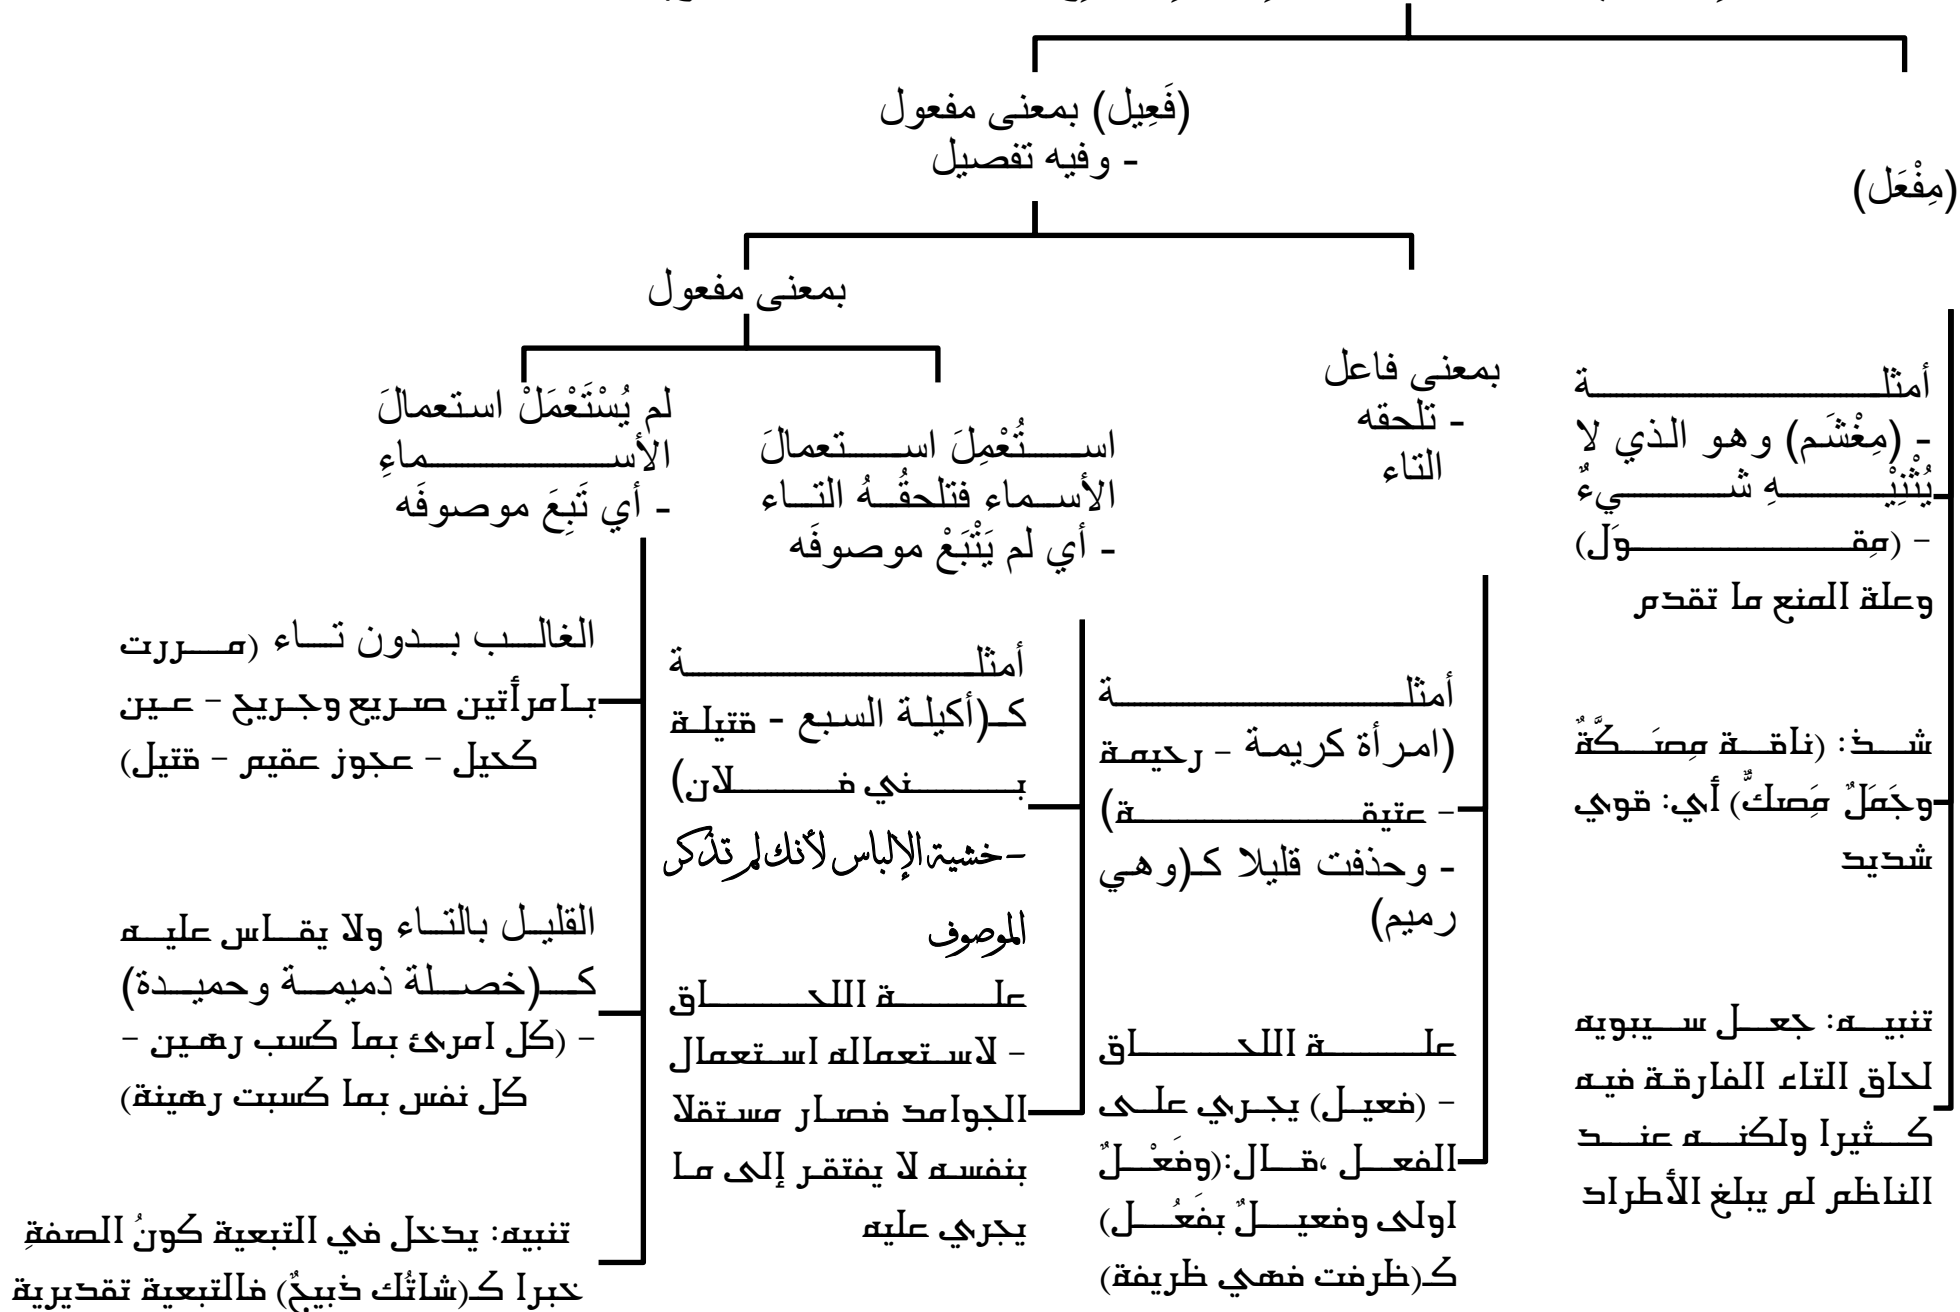 (فَعِيل) بمعنى مفعول
- وفيه تفصيل
(مِفْعَل)
أمثلة
- (مِغْشَم) وهو الذي لا
يُثْنِيْهِ شيءٌ
- (مِقوَل)
وعلة المنع ما تقدم
شذ: (ناقة مِصَكَّةٌ
وجَمَلٌ مِصكٌّ) أي: قوي
شديد
تنبيه: جعل سيبويه
لحاق التاء الفارقة فيه
كثيرا ولكنه عند
الناظم لم يبلغ الأطراد
بمعنى فاعل
- تلحقه
التاء
أمثلة
(امرأة كريمة - رحيمة
- عتيقة)
- وحذفت قليلا كـ(وهي
رميم)
علة اللحاق
- (فعيل) يجري على
الفعل ،قال:(وفَعْلٌ
اولى وفعيلٌ بفَعُل)
كـ(ظرفت فهي ظريفة)
بمعنى مفعول
استُعْمِلَ استعمالَ
الأسماء فتلحقُهُ التاء
- أي لم يَتْبَعْ موصوفَه
أمثلة
كـ(أكيلة السبع - قتيلة
بني فلان)
- خشية الإلباس لأنك لم تذكر
الموصوف
علة اللحاق
- لاستعماله استعمال
الجوامد فصار مستقلا
بنفسه لا يفتقر إلى ما
يجري عليه
لم يُسْتَعْمَلْ استعمالَ
الأسماءِ
- أي تَبِعَ موصوفَه
الغالب بدون تاء (مررت
بامرأتين صريع وجريح - عين
كحيل - عجوز عقيم - قتيل)
القليل بالتاء ولا يقاس عليه
كـ(خصلة ذميمة وحميدة)
- (كل امرئ بما كسب رهين -
كل نفس بما كسبت رهينة)
تنبيه: يدخل في التبعية كونُ الصفةِ
خبرا كـ(شاتُك ذبيحٌ) فالتبعية تقديرية